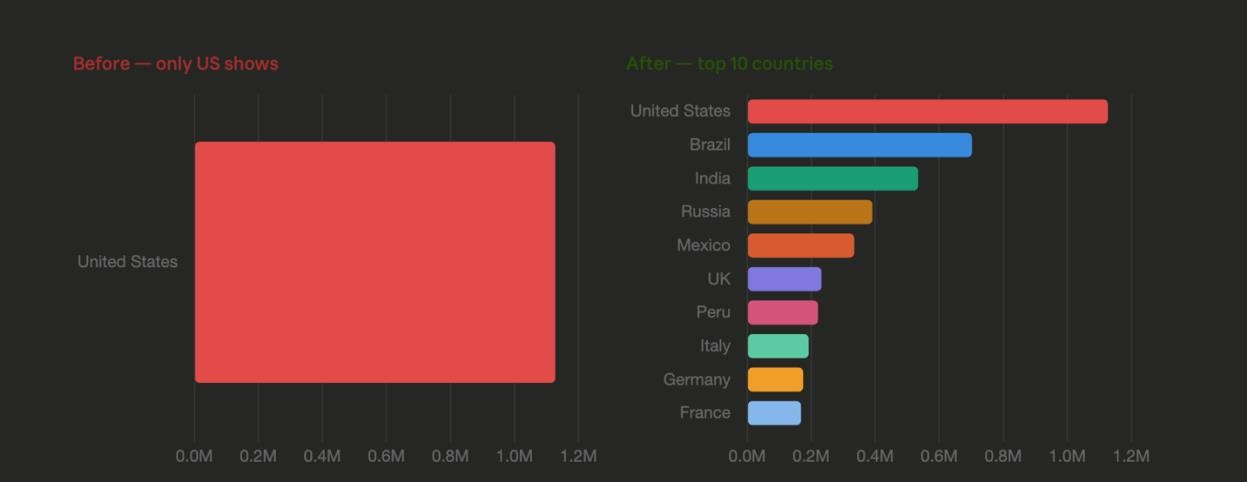 Before — only US shows
United States
0.0M 0.2M 0.4M 0.6M 0.8M 1.0M 1.2M
After — top 10 countries
United States
Brazil
India
Russia
Mexico
UK
Peru
Italy
Germany
France
0.0M 0.2M 0.4M 0.6M 0.8M 1.0M 1.2M